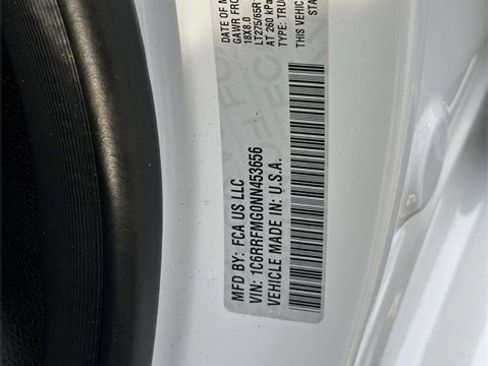 DATE OF M
GAWR FRO
18X8.0
LT275/65R
AT 260 kPa
TYPE: TRUC
THIS VEHIC
STA
MFD BY: FCA US LLC
VIN: 1C6RRFMG0NN453656
VEHICLE MADE IN: U.S.A.